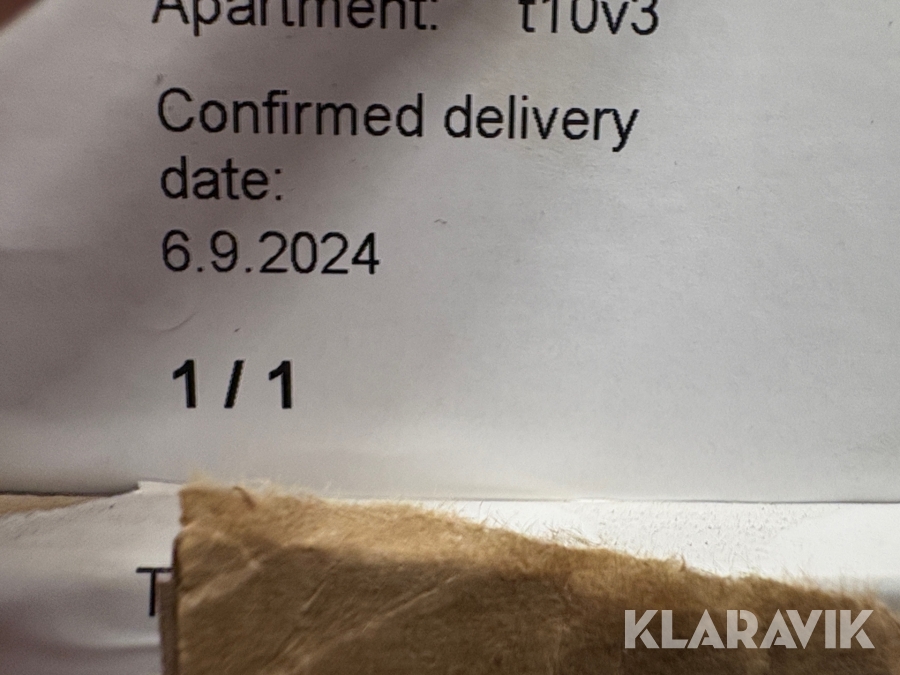 Apartment: t10v3
Confirmed delivery
date:
6.9.2024
1 / 1
T
KLARAVIK